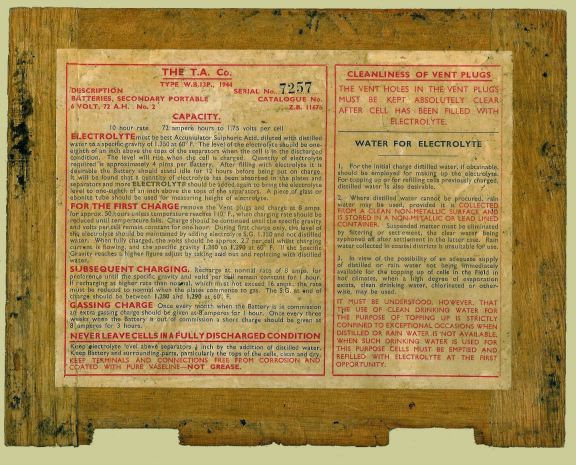 THE T.A. Co.
TYPE W.B.13P., 1944
DESCRIPTION
SERIAL No. 7257
BATTERIES, SECONDARY PORTABLE
CATALOGUE No.
6 VOLT, 72 A.H. No. 2
Z.B. 11676
CAPACITY.
10 hour rate 72 ampere hours to 1.175 volts per cell
ELECTROLYTE must be best Accumulator Sulphuric Acid, diluted with distilled
water to a specific gravity of at 60° F. The level of the electrolyte should be one-
eighth of an inch above the tops of the separators when the cell is in the discharged
condition. The level will rise when the cell is charged. Quantity of electrolyte
required is approximately 4 pints per Battery. After filling with electrolyte it is
desirable the Battery should stand idle for 12 hours before being put on charge.
It will be found that a quantity of electrolyte has been absorbed in the plates and
separators and more ELECTROLYTE should be added again to bring the electrolyte
level to one-eighth of an inch above the tops of the separators. A piece of glass or
ebonite tube should be used for measuring heights of electrolyte.
FOR THE FIRST CHARGE remove the Vent plugs and charge at 8 amps.
for approx. 50 hours unless temperature reaches 110° F., when charging rate should be
reduced until temperature falls. Charge should be continued until the specific gravity
and volts per cell remain constant for one hour. During first charge only, the level of
the electrolyte should be maintained by adding electrolyte S.G. and not distilled
water. When fully charged, the volts should be approx. 2.7 per cell whilst charging
current is flowing, and the specific gravity 1.280 to 1.290 at 60° F. If the Specific
Gravity reaches a higher figure adjust by taking acid out and replacing with distilled
water.
SUBSEQUENT CHARGING. Recharge at normal rate of 8 amps. for
preference until the specific gravity and volts per cell remain constant for 1 hour.
If recharging at higher rate than normal, which must not exceed 16 amps., the rate
must be reduced to normal when the plates commence to gas. The S.G. at end of
charge should be between 1.280 and 1.290 at 60° F.
GASSING CHARGE Once every month when the Battery is in commission
an extra gassing charge should be given at 8 amperes for 1 hour. Once every three
weeks when the Battery is out of commission a short charge should be given at
8 amperes for 3 hours.
NEVER LEAVE CELLS IN A FULLY DISCHARGED CONDITION
Keep electrolyte level above separators inch by the addition of distilled water.
Keep Battery and surrounding parts, particularly the tops of the cells, clean and dry.
KEEP TERMINALS AND CONNECTIONS FREE FROM CORROSION AND
COATED WITH PURE VASELINE—NOT GREASE.
CLEANLINESS OF VENT PLUGS
THE VENT HOLES IN THE VENT PLUGS
MUST BE KEPT ABSOLUTELY CLEAR
AFTER CELL HAS BEEN FILLED WITH
ELECTROLYTE.
WATER FOR ELECTROLYTE
1. For the initial charge distilled water, if obtainable,
should be employed for making up the electrolyte.
For topping up or for refilling cells previously charged,
distilled water is also desirable.
2. Where distilled water cannot be procured, rain
water may be used, provided it is COLLECTED
FROM A CLEAN NON-METALLIC SURFACE AND
IS STORED IN A NON-METALLIC OR LEAD LINED
CONTAINER. Suspended matter must be eliminated
by filtering or sediment, the clear water being
syphoned off after settlement in the latter case. Rain
water collected in coastal districts is unsuitable for use.
3. In view of the possibility of an adequate supply
of distilled or rain water not being immediately
available for the topping up of cells in the Field in
hot climates, when a high degree of evaporation
exists, clean drinking water, chlorinated or other-
wise, may be used.
IT MUST BE UNDERSTOOD, HOWEVER, THAT
THE USE OF CLEAN DRINKING WATER FOR
THE PURPOSE OF TOPPING UP IS STRICTLY
CONFINED TO EXCEPTIONAL OCCASIONS WHEN
DISTILLED OR RAIN WATER IS NOT AVAILABLE.
WHEN SUCH DRINKING WATER IS USED FOR
THIS PURPOSE CELLS MUST BE EMPTIED AND
REFILLED WITH ELECTROLYTE AT THE FIRST
OPPORTUNITY.